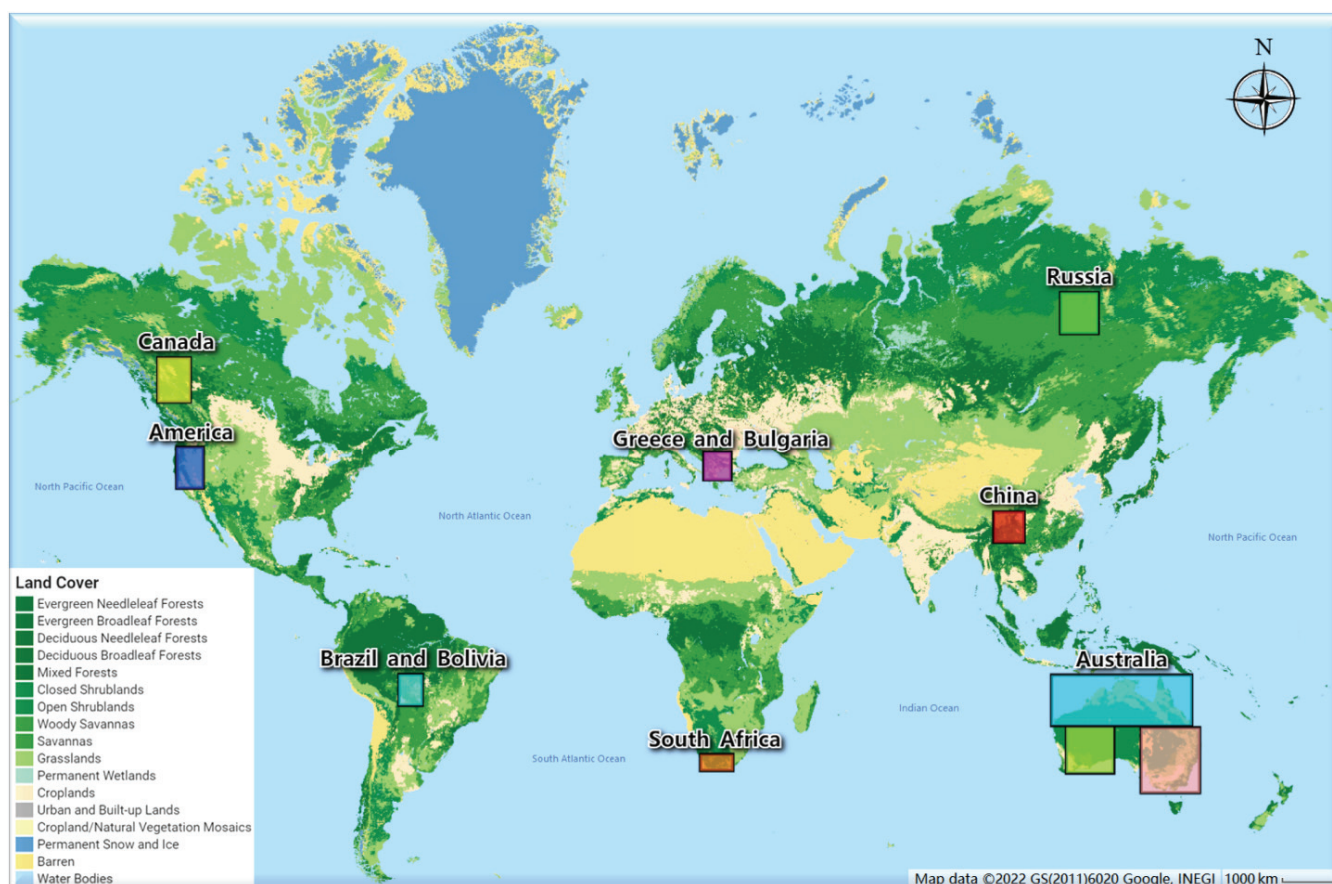 N
Russia
Canada
America
Greece and Bulgaria
China
North Pacific Ocean
North Atlantic Ocean
North Pacific Ocean
Brazil and Bolivia
Australia
Indian Ocean
South Africa
South Atlantic Ocean
Land Cover
Evergreen Needleleaf Forests
Evergreen Broadleaf Forests
Deciduous Needleleaf Forests
Deciduous Broadleaf Forests
Mixed Forests
Closed Shrublands
Open Shrublands
Woody Savannas
Savannas
Grasslands
Permanent Wetlands
Croplands
Urban and Built-up Lands
Cropland/Natural Vegetation Mosaics
Permanent Snow and Ice
Barren
Water Bodies
Map data ©2022 GS(2011)6020 Google, INEGI 1000 km